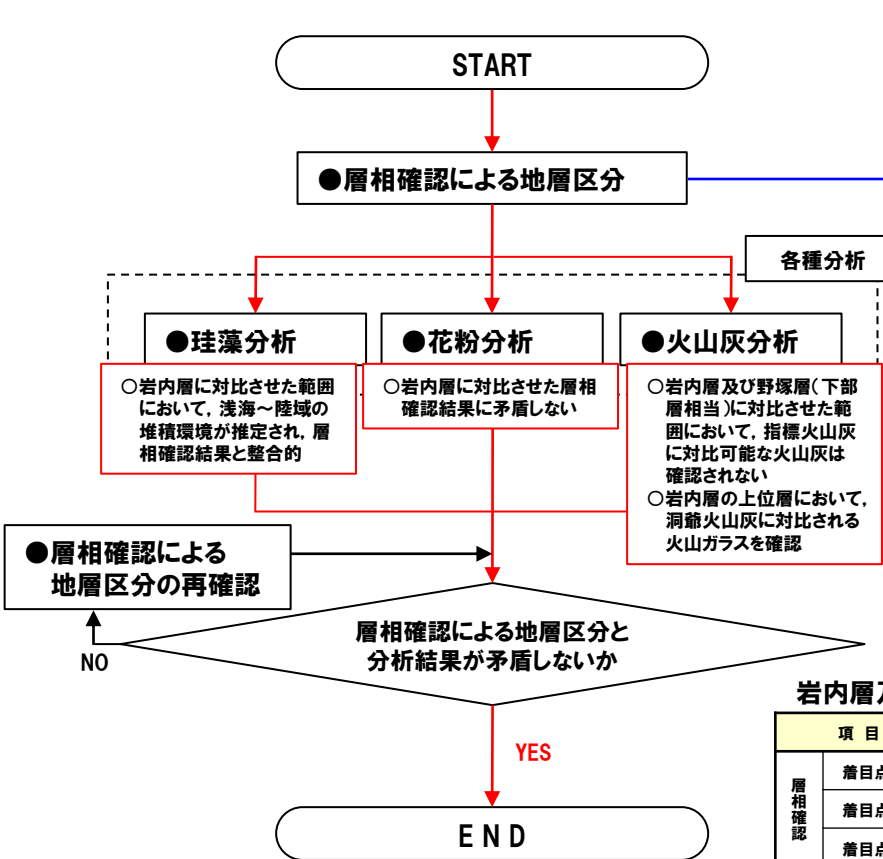 START
●層相確認による地層区分
各種分析
●珪藻分析
●花粉分析
●火山灰分析
○岩内層に対比させた範囲
において，浅海～陸域の
堆積環境が推定され，層
相確認結果と整合的
○岩内層に対比させた層相
確認結果に矛盾しない
○岩内層及び野塚層（下部
層相当）に対比させた範
囲において，指標火山灰
に対比可能な火山灰は
確認されない
○岩内層の上位層において，
洞爺火山灰に対比される
火山ガラスを確認
●層相確認による
地層区分の再確認
層相確認による地層区分と
分析結果が矛盾しないか
NO
YES
END
岩内層
項 目
層相確認
着目
着目
着目